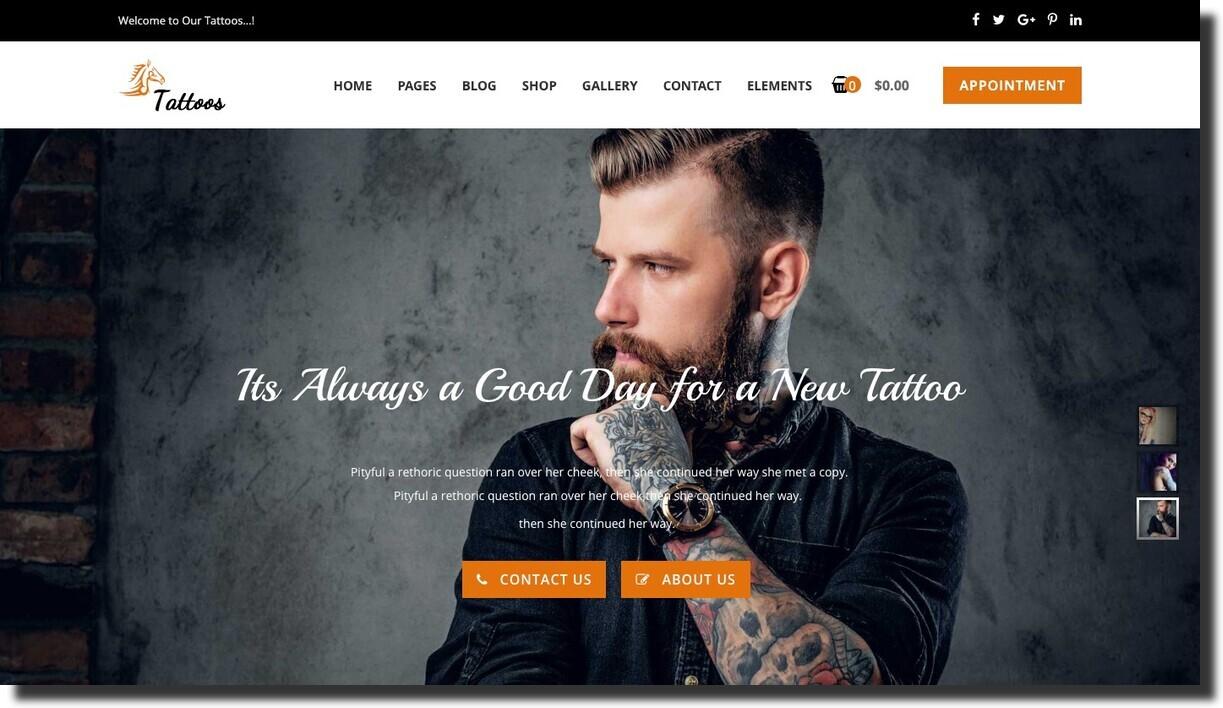 Welcome to Our Tattoos...!
Tattoos
HOME PAGES BLOG SHOP GALLERY CONTACT ELEMENTS 0 $0.00 APPOINTMENT
Its Always a Good Day for a New Tattoo
Pityful a rethoric question ran over her cheek, then she continued her way she met a copy.
Pityful a rethoric question ran over her cheek,then she continued her way.
then she continued her way.
CONTACT US ABOUT US